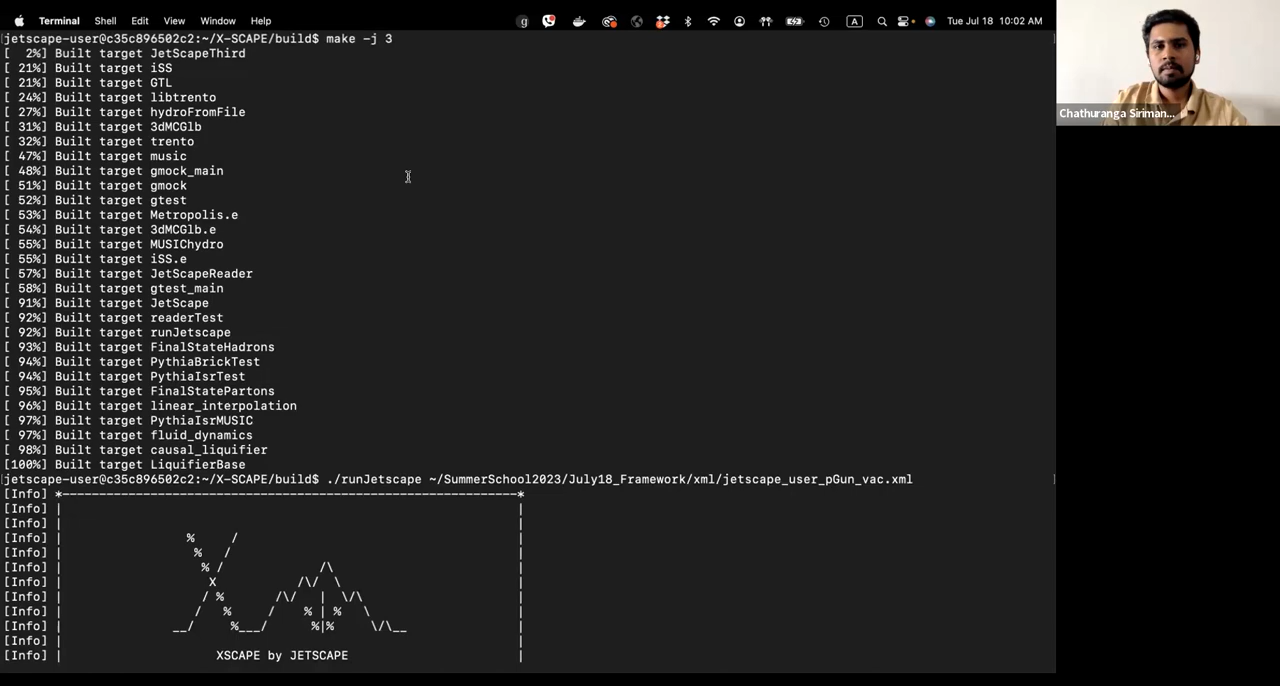 Terminal Shell Edit View Window Help g A Tue Jul 18 10:02 AM
[jetscape-user@c35c896502c2:~/X-SCAPE/build$ make -j 3 ]
[  2%] Built target JetScapeThird
[ 21%] Built target iSS
[ 21%] Built target GTL
[ 24%] Built target libtrento
[ 27%] Built target hydroFromFile
[ 31%] Built target 3dMCGlb
[ 32%] Built target trento
[ 47%] Built target music
[ 48%] Built target gmock_main
[ 51%] Built target gmock
[ 52%] Built target gtest
[ 53%] Built target Metropolis.e
[ 54%] Built target 3dMCGlb.e
[ 55%] Built target MUSIChydro
[ 55%] Built target iSS.e
[ 57%] Built target JetScapeReader
[ 58%] Built target gtest_main
[ 91%] Built target JetScape
[ 92%] Built target readerTest
[ 92%] Built target runJetscape
[ 93%] Built target FinalStateHadrons
[ 94%] Built target PythiaBrickTest
[ 94%] Built target PythiaIsrTest
[ 95%] Built target FinalStatePartons
[ 96%] Built target linear_interpolation
[ 97%] Built target PythiaIsrMUSIC
[ 97%] Built target fluid_dynamics
[ 98%] Built target causal_liquifier
[100%] Built target LiquifierBase
[jetscape-user@c35c896502c2:~/X-SCAPE/build$ ./runJetscape ~/SummerSchool2023/July18_Framework/xml/jetscape_user_pGun_vac.xml ]
[Info] *--------------------------------------------------------------*
[Info] |                                                              |
[Info] |                                                              |
[Info] |                 %     /                                      |
[Info] |                  %   /                                       |
[Info] |                   % /             /\                         |
[Info] |                    X           /\/  \                        |
[Info] |                   / %       /\/   |  \/\                     |
[Info] |                  /   %     /    % | %   \                    |
[Info] |               __/     %___/      %|%     \/\__               |
[Info] |                                                              |
[Info] |                     XSCAPE by JETSCAPE                       |
Chathuranga Siriman...